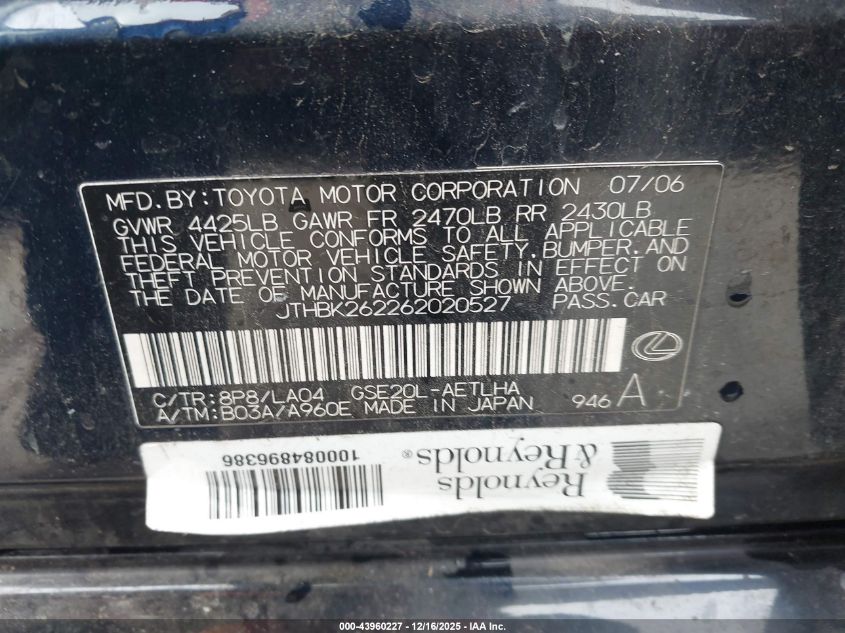 MFD.BY:TOYOTA MOTOR CORPORATION 07/06
GVWR 4425LB GAWR FR 2470LB RR 2430LB
THIS VEHICLE CONFORMS TO ALL APPLICABLE
FEDERAL MOTOR VEHICLE SAFETY,BUMPER,AND
THEFT PREVENTION STANDARDS IN EFFECT ON
THE DATE OF MANUFACTURE SHOWN ABOVE.
JTHBK262262020527 PASS.CAR
C/TR:8P8/LA04 GSE20L-AETLHA
A/TM:B03A/A960E MADE IN JAPAN 946 A
Reynolds
&Reynolds®
100084896386
000-43960227 - 12/16/2025 - IAA Inc.